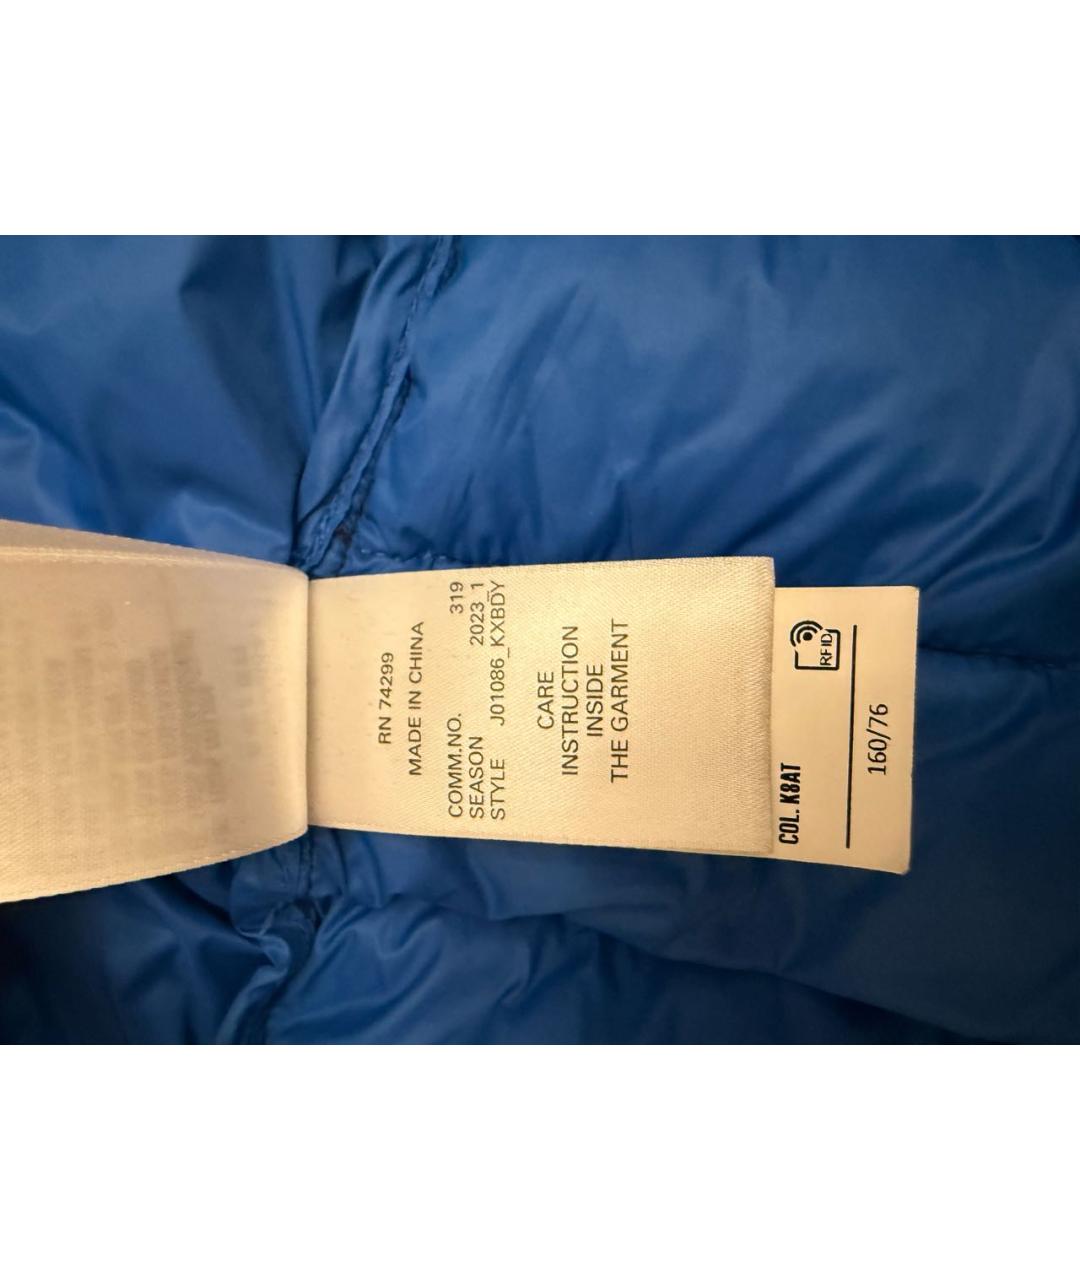 RN 74299
MADE IN CHINA
COMM.NO. 319
SEASON 2023_1
STYLE J01086_KXBDY
CARE
INSTRUCTION
INSIDE
THE GARMENT
RFID
COL. K8AT
160/76